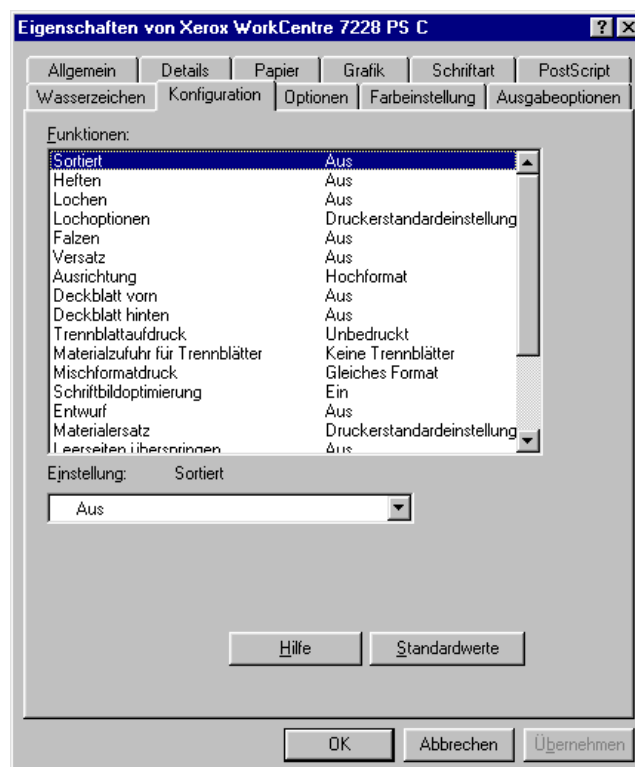 Eigenschaften von Xerox WorkCentre 7228 PS C
Allgemein Details Papier Grafik Schriftart PostScript
Wasserzeichen Konfiguration Optionen Farbeinstellung Ausgabeoptionen
Funktionen:
Sortiert Aus
Heften Aus
Lochen Aus
Lochoptionen Druckerstandardeinstellung
Falzen Aus
Versatz Aus
Ausrichtung Hochformat
Deckblatt vorn Aus
Deckblatt hinten Aus
Trennblattaufdruck Unbedruckt
Materialzufuhr für Trennblätter Keine Trennblätter
Mischformatdruck Gleiches Format
Schriftbildoptimierung Ein
Entwurf Aus
Materialersatz Druckerstandardeinstellung
Leerseiten überspringen Aus
Einstellung: Sortiert
Aus
Hilfe Standardwerte
OK Abbrechen Übernehmen